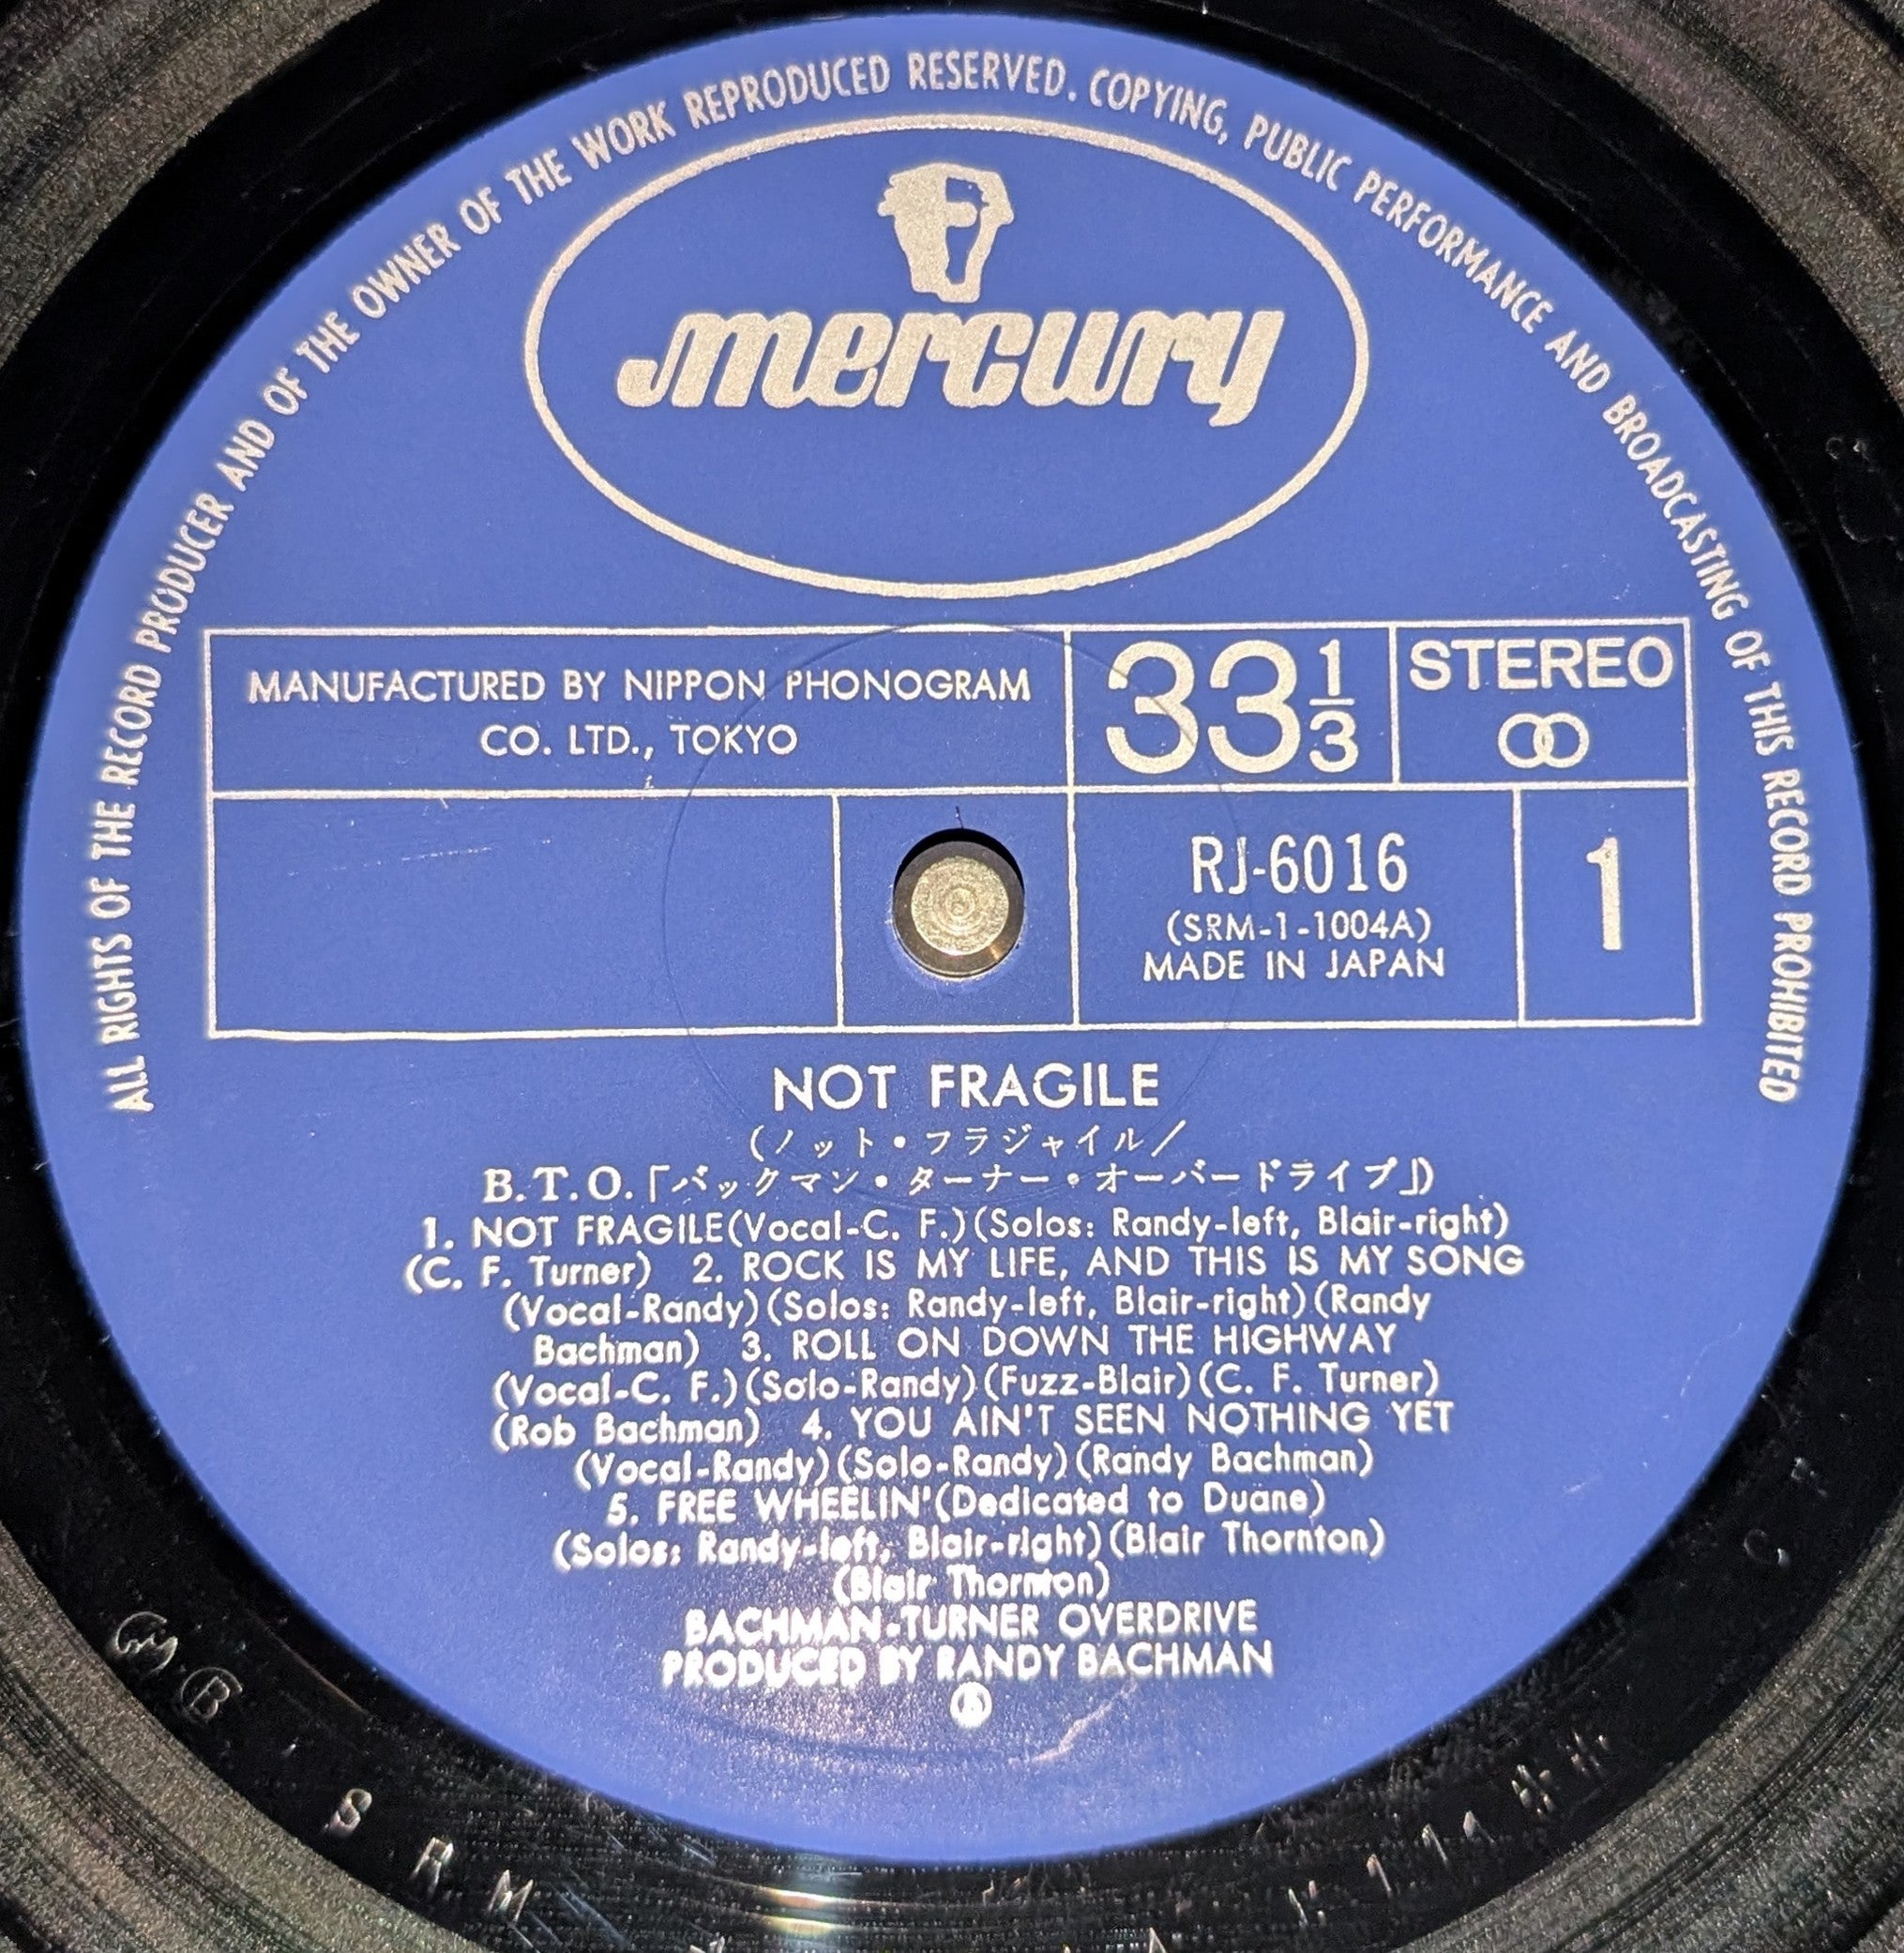 ALL RIGHTS OF THE RECORD PRODUCER AND OF THE OWNER OF THE WORK REPRODUCED RESERVED. COPYING, PUBLIC PERFORMANCE AND BROADCASTING OF THIS RECORD PROHIBITED
mercury
MANUFACTURED BY NIPPON PHONOGRAM
CO. LTD., TOKYO
33 1/3
STEREO
RJ-6016
(SRM-1-1004A)
MADE IN JAPAN
1
NOT FRAGILE
(ノット・フラジャイル/
B.T.O.「バックマン・ターナー・オーバードライブ」)
1. NOT FRAGILE(Vocal-C. F.)(Solos: Randy-left, Blair-right)
(C. F. Turner) 2. ROCK IS MY LIFE, AND THIS IS MY SONG
(Vocal-Randy)(Solos: Randy-left, Blair-right)(Randy
Bachman) 3. ROLL ON DOWN THE HIGHWAY
(Vocal-C. F.)(Solo-Randy)(Fuzz-Blair)(C. F. Turner)
(Rob Bachman) 4. YOU AIN'T SEEN NOTHING YET
(Vocal-Randy)(Solo-Randy)(Randy Bachman)
5. FREE WHEELIN'(Dedicated to Duane)
(Solos: Randy-left, Blair-right)(Blair Thornton)
(Blair Thornton)
BACHMAN-TURNER OVERDRIVE
PRODUCED BY RANDY BACHMAN
S R M